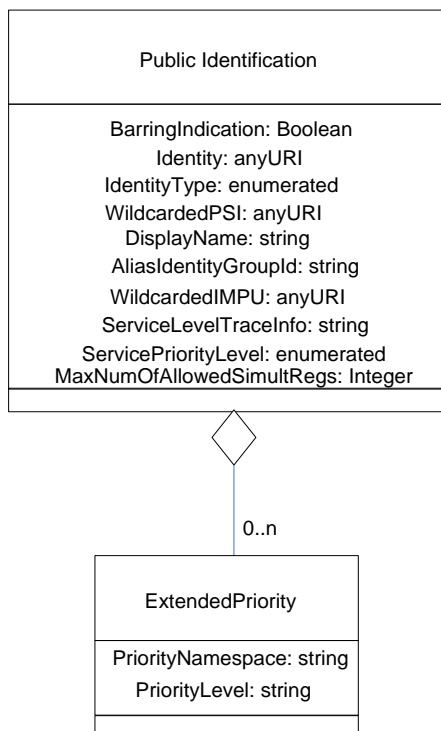 Public Identification
BarringIndication: Boolean
Identity: anyURI
IdentityType: enumerated
WildcardedPSI: anyURI
DisplayName: string
AliasIdentityGroupId: string
WildcardedIMPU: anyURI
ServiceLevelTraceInfo: string
ServicePriorityLevel: enumerated
MaxNumOfAllowedSimultRegs: Integer
0..n
ExtendedPriority
PriorityNamespace: string
PriorityLevel: string